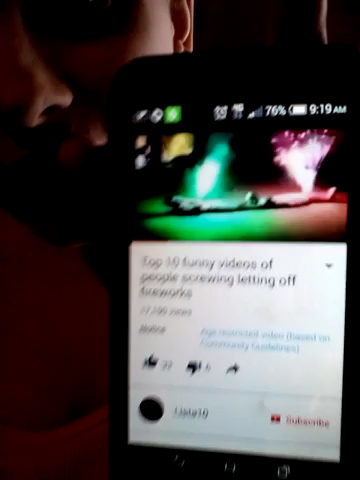 76% 9:19 AM
Top 10 funny videos of
people screwing letting off
fireworks
views
Age restricted video (based on
Community Guidelines)
Subscribe